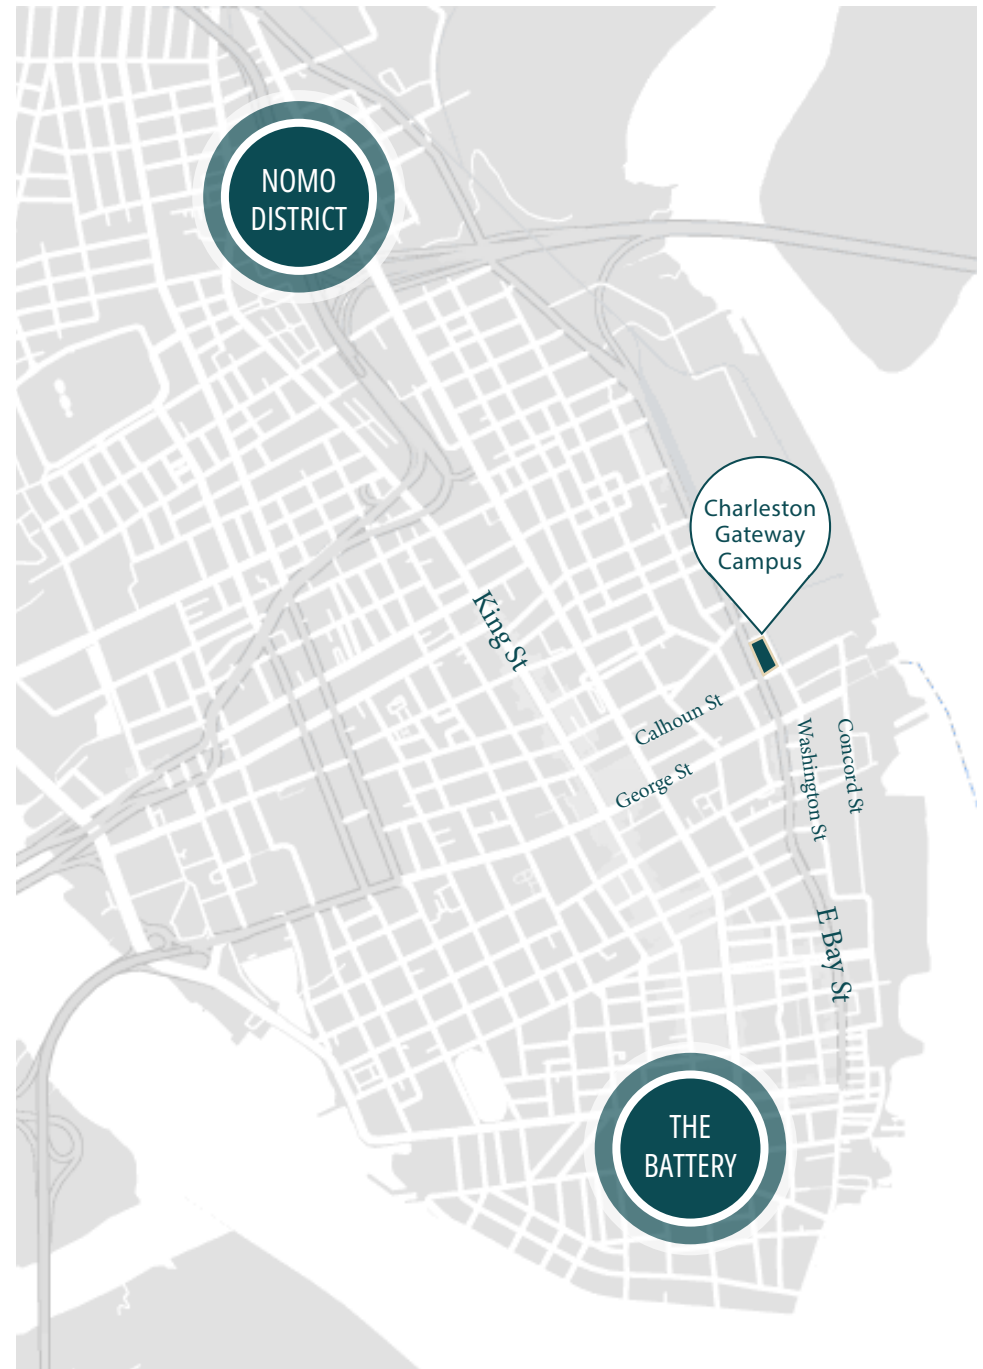 NOMO
DISTRICT
Charleston
Gateway
Campus
King St
Calhoun St
George St
Washington St
Concord St
E Bay St
THE
BATTERY